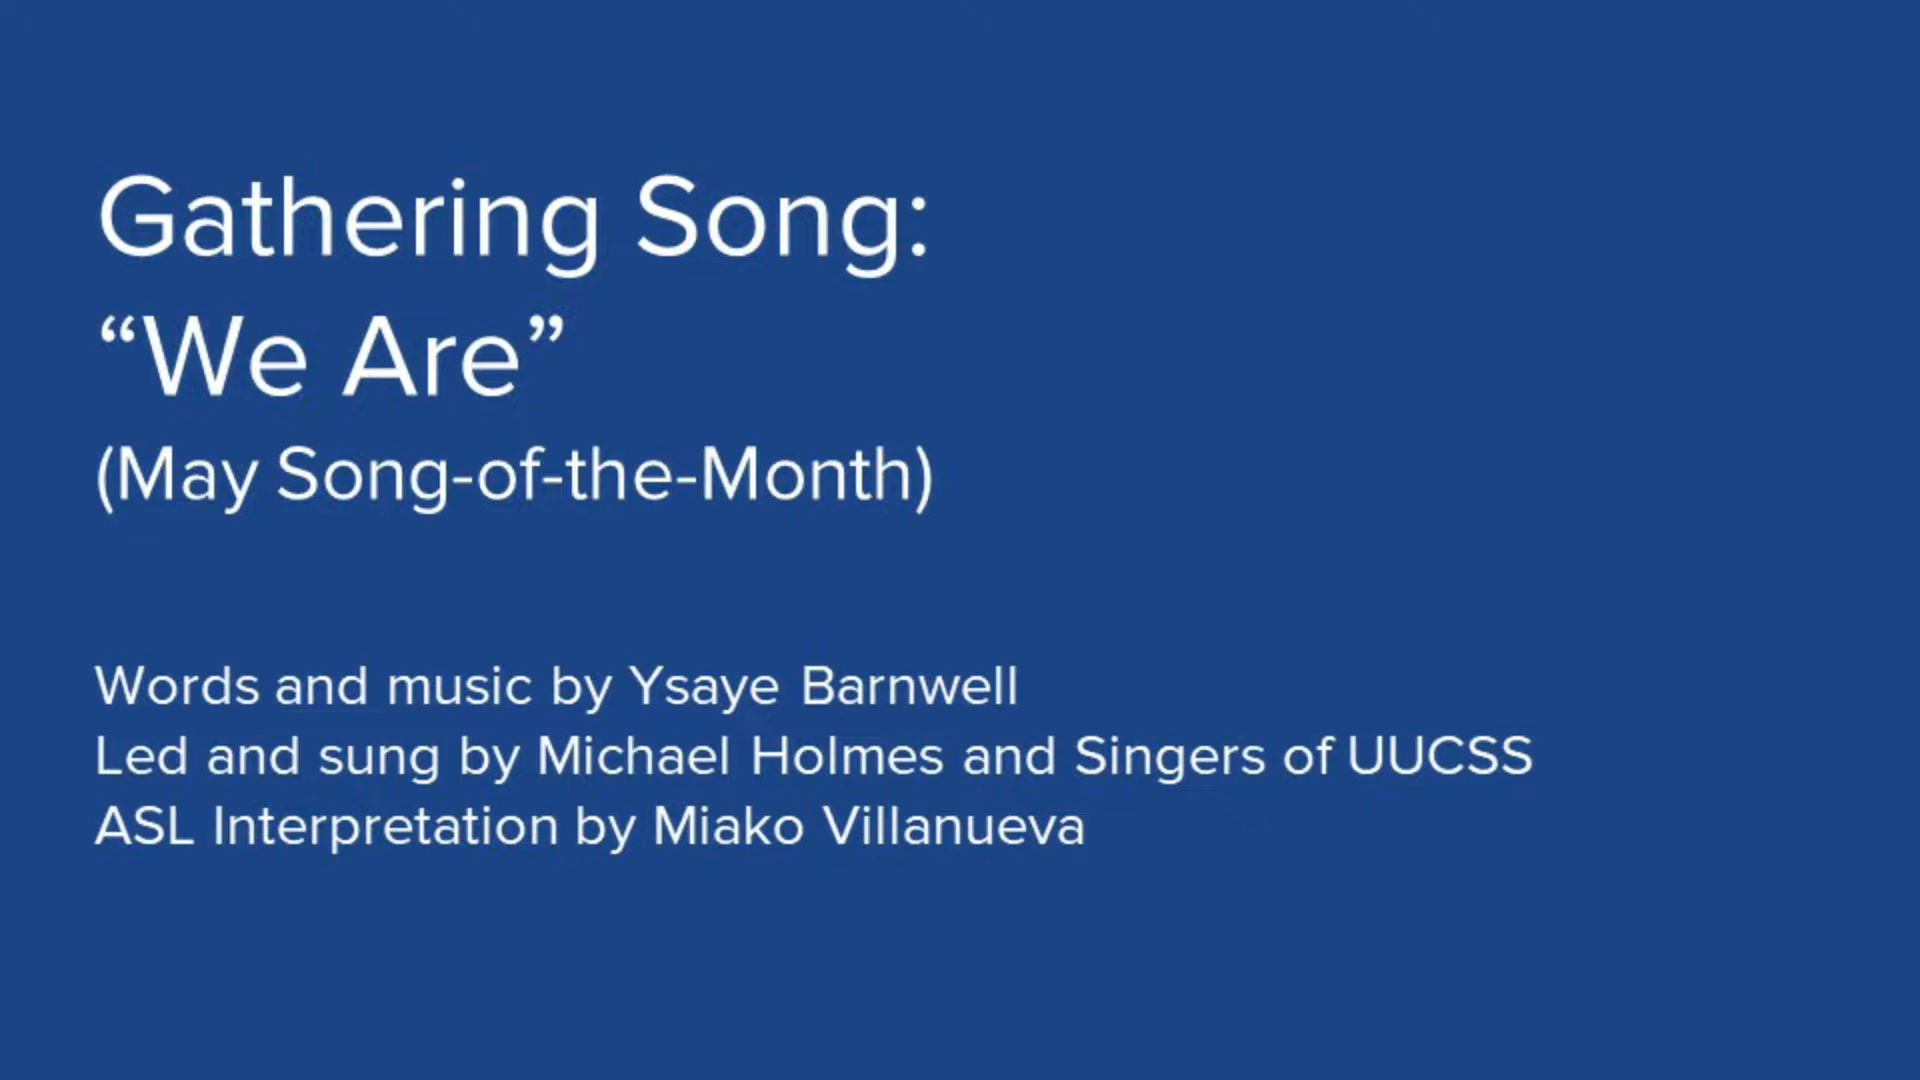 Gathering Song:
“We Are”
(May Song-of-the-Month)
Words and music by Ysaye Barnwell
Led and sung by Michael Holmes and Singers of UUCSS
ASL Interpretation by Miako Villanueva